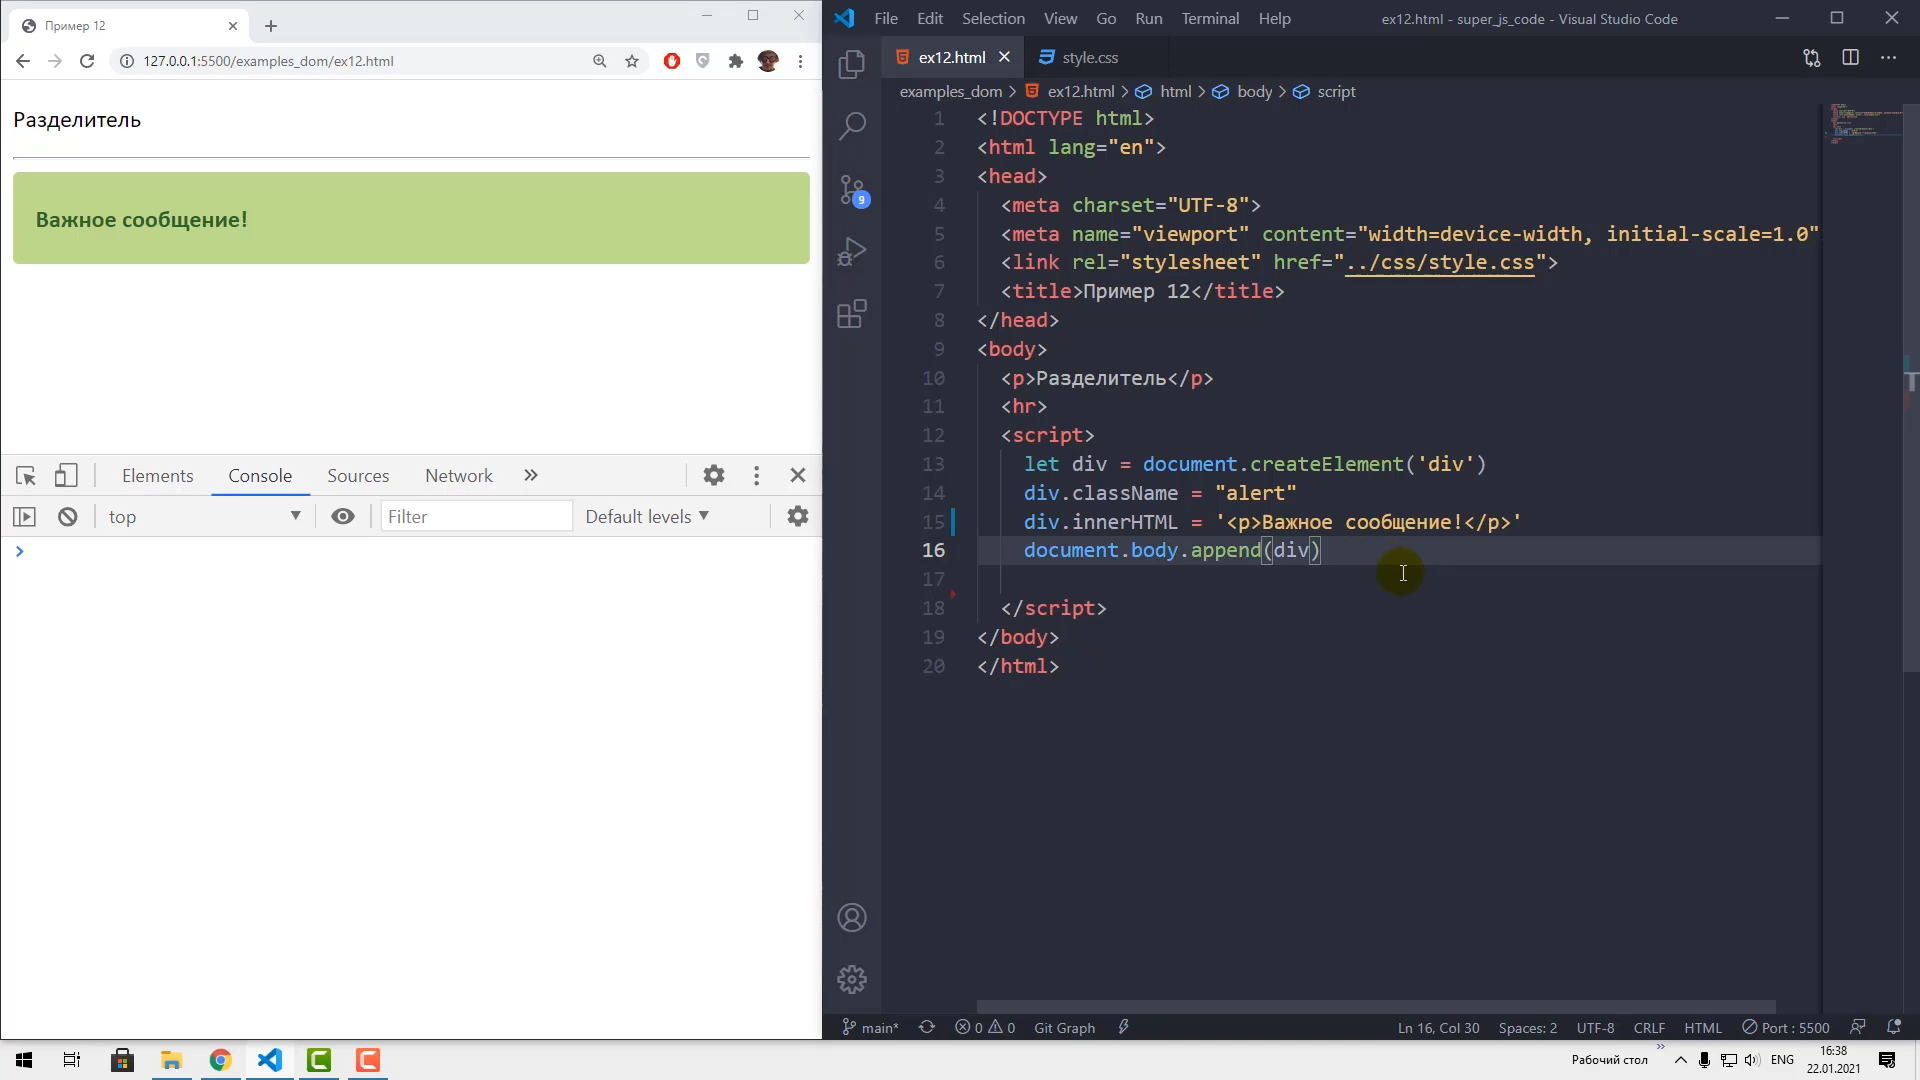 Пример 12
127.0.0.1:5500/examples_dom/ex12.html
Разделитель
Важное сообщение!
Elements Console Sources Network »
top Filter Default levels
File Edit Selection View Go Run Terminal Help ex12.html - super_js_code - Visual Studio Code
ex12.html style.css
examples_dom > ex12.html > html > body > script
9
1 <!DOCTYPE html>
2 <html lang="en">
3 <head>
4 <meta charset="UTF-8">
5 <meta name="viewport" content="width=device-width, initial-scale=1.0"
6 <link rel="stylesheet" href="../css/style.css">
7 <title>Пример 12</title>
8 </head>
9 <body>
10 <p>Разделитель</p>
11 <hr>
12 <script>
13 let div = document.createElement('div')
14 div.className = "alert"
15 div.innerHTML = '<p>Важное сообщение!</p>'
16 document.body.append(div)
17
18 </script>
19 </body>
20 </html>
main* 0 0 Git Graph Ln 16, Col 30 Spaces: 2 UTF-8 CRLF HTML Port : 5500
Рабочий стол » ENG 16:38
22.01.2021